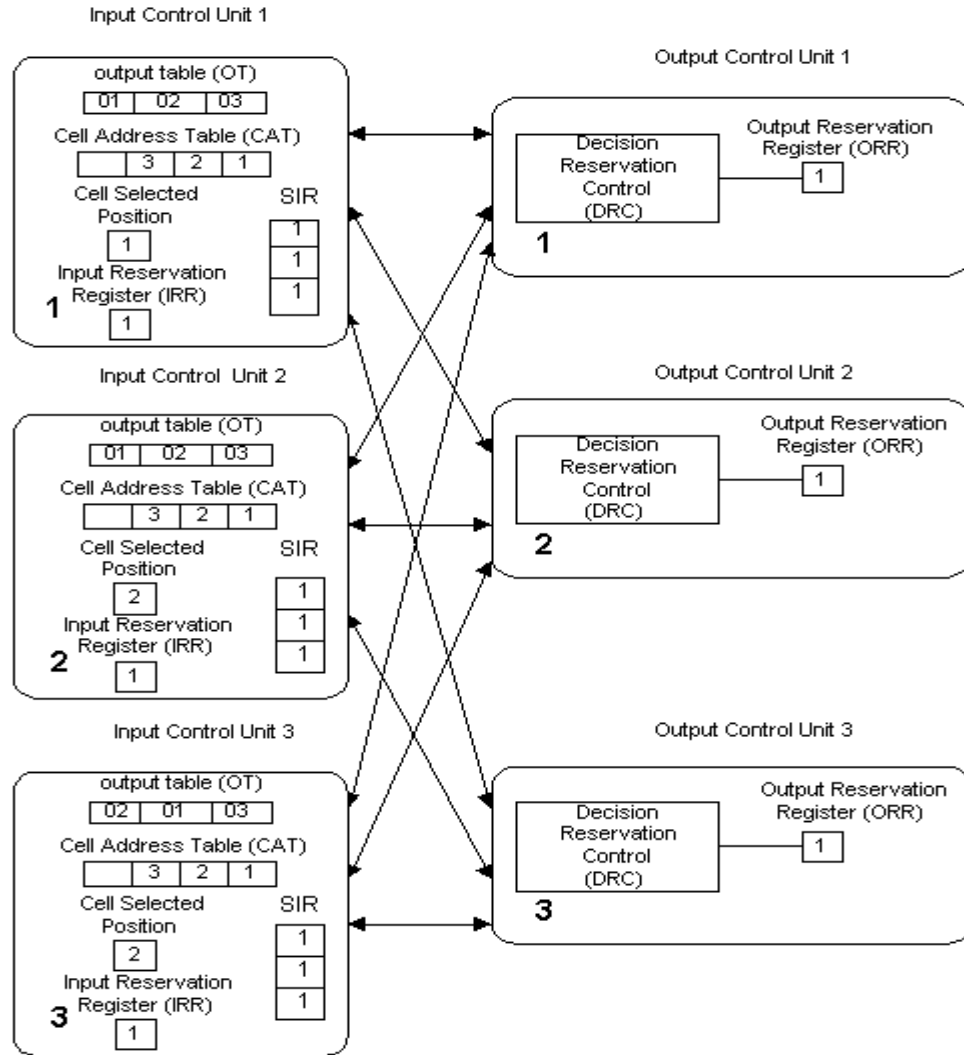 Input Control Unit 1
output table (OT)
01 02 03
Cell Address Table (CAT)
3 2 1
Cell Selected
Position
1
SIR
1
1
1
Input Reservation
Register (IRR)
1
1
Input Control Unit 2
output table (OT)
01 02 03
Cell Address Table (CAT)
3 2 1
Cell Selected
Position
2
SIR
1
1
1
Input Reservation
Register (IRR)
2
1
Input Control Unit 3
output table (OT)
02 01 03
Cell Address Table (CAT)
3 2 1
Cell Selected
Position
2
SIR
1
1
1
Input Reservation
Register (IRR)
3
1
Output Control Unit 1
Decision
Reservation
Control
(DRC)
1
Output Reservation
Register (ORR)
1
Output Control Unit 2
Decision
Reservation
Control
(DRC)
2
Output Reservation
Register (ORR)
1
Output Control Unit 3
Decision
Reservation
Control
(DRC)
3
Output Reservation
Register (ORR)
1